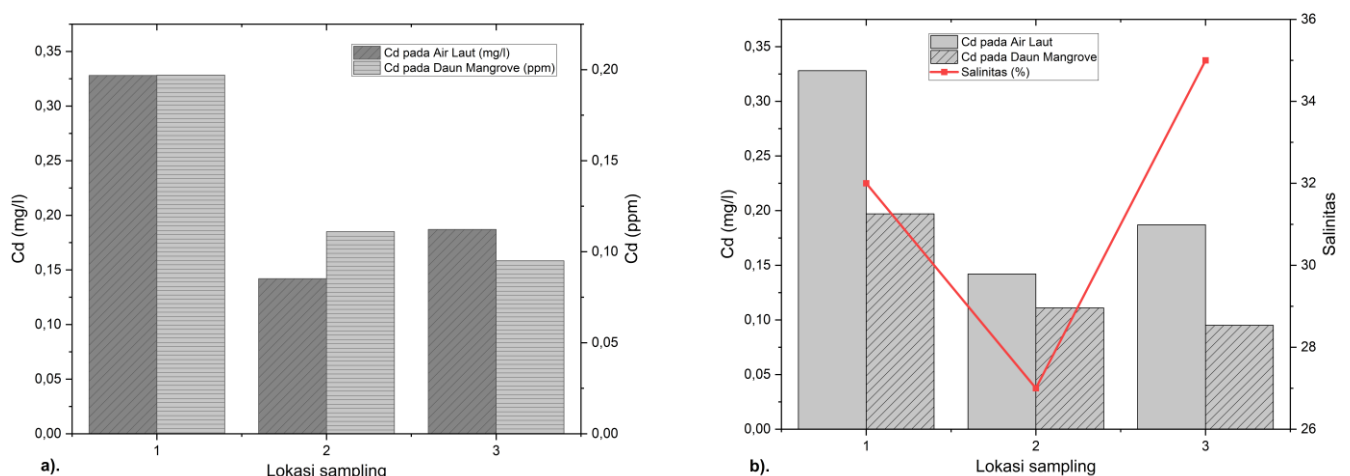 0,35
0,30
0,25
0,20
0,15
0,10
0,05
0,00
Cd (mg/l)
Cd pada Air Laut (mg/l)
Cd pada Daun Mangrove (ppm)
0,20
0,15
0,10
0,05
0,00
Cd (ppm)
1
2
3
a).
Lokasi sampling
0,35
0,30
0,25
0,20
0,15
0,10
0,05
0,00
Cd (mg/l)
Cd pada Air Laut
Cd pada Daun Mangrove
Salinitas (%)
36
34
32
30
28
26
Salinitas
1
2
3
b).
Lokasi sampling